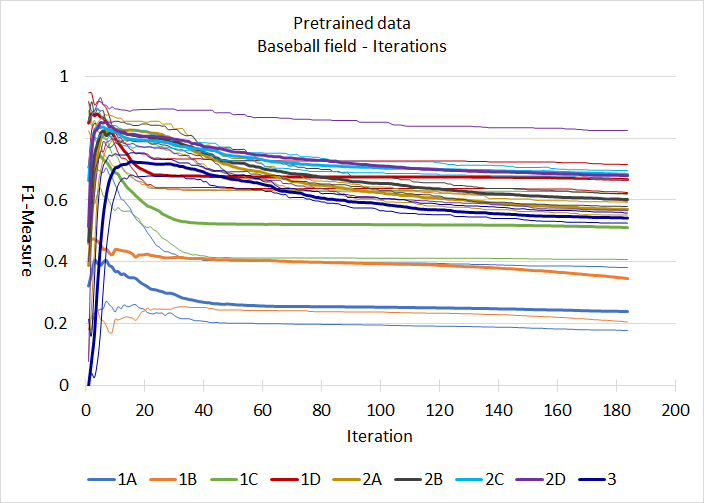 Pretrained data
Baseball field - Iterations
1
0.8
0.6
0.4
0.2
0
F1-Measure
1 20 40 60 80 100 120 140 160 180 200
Iteration
1A 1B 1C 1D 2A 2B 2C 2D 3